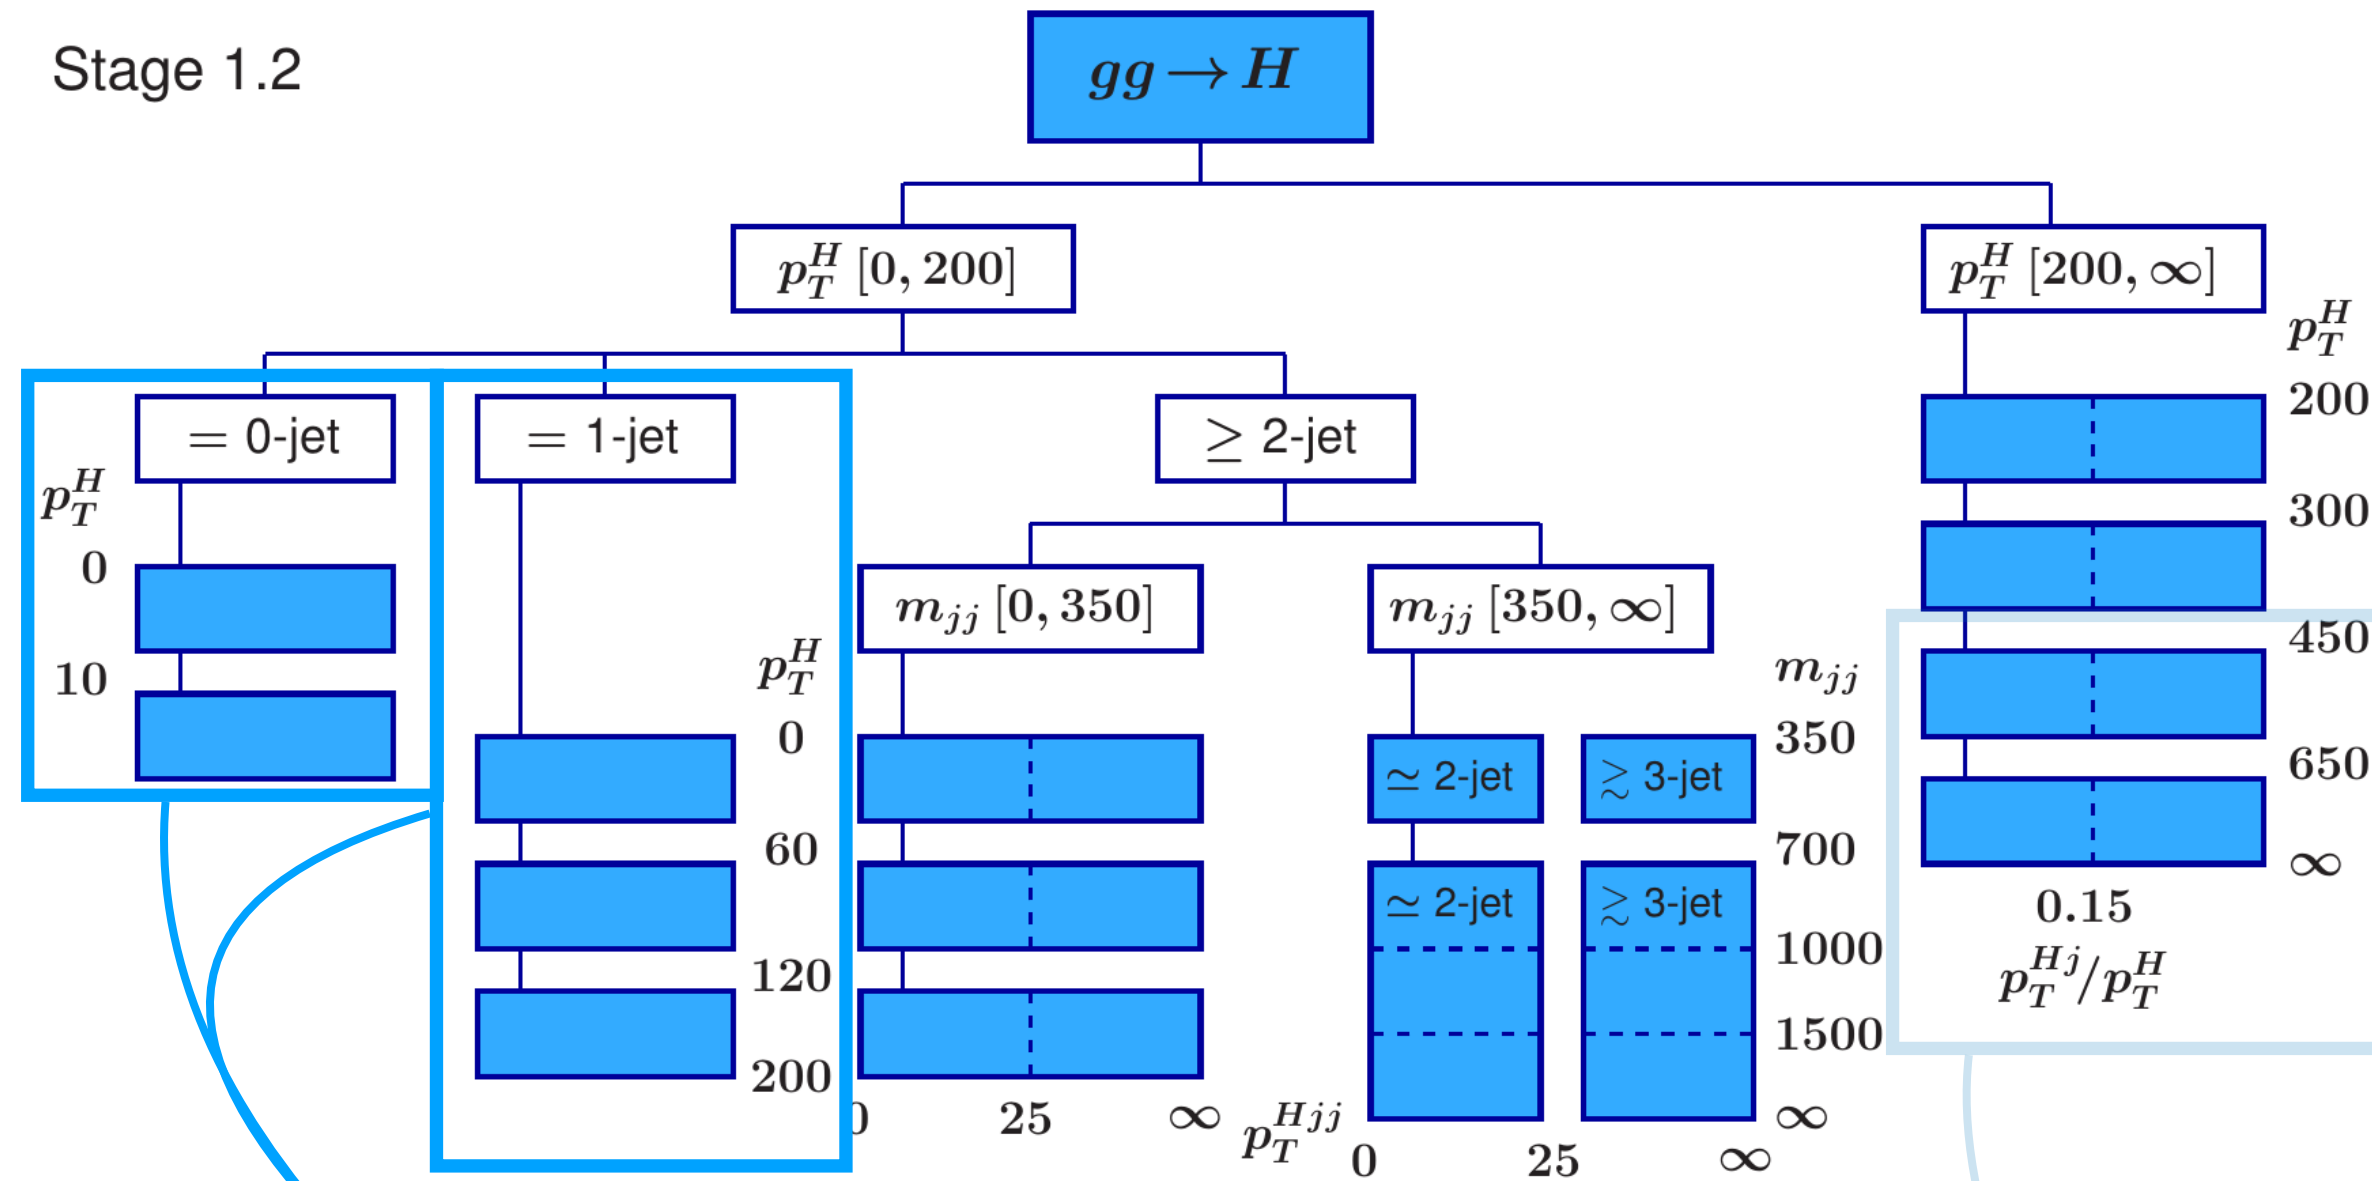 Stage 1.2
gg → H
p_T^H [0, 200]
p_T^H [200, ∞]
= 0-jet
= 1-jet
≥ 2-jet
p_T^H
0
10
m_jj [0, 350]
m_jj [350, ∞]
p_T^H
0
60
120
200
0 25 ∞
≃ 2-jet
≳ 3-jet
≃ 2-jet
≳ 3-jet
m_jj
350
700
1000
1500
∞
p_T^Hjj
0 25 ∞
p_T^H
200
300
450
650
∞
0.15
p_T^Hj/p_T^H